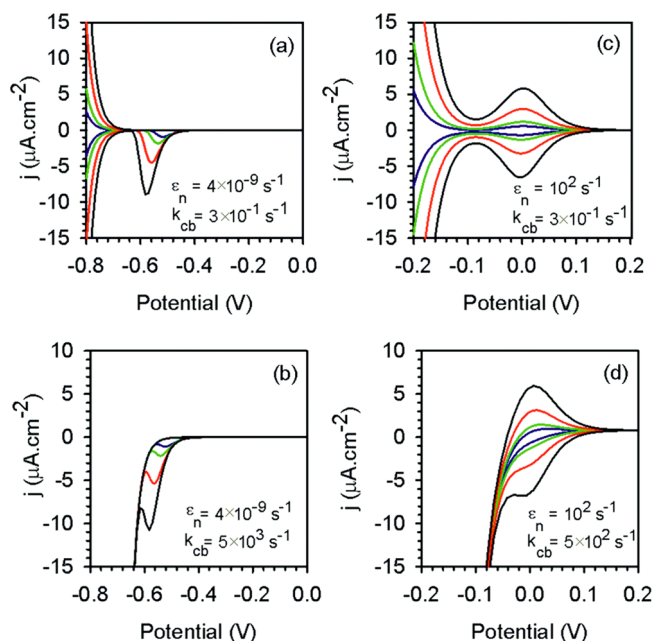 15
10
5
0
-5
-10
-15
j (μA.cm⁻²)
(a)
εₙ = 4×10⁻⁹ s⁻¹
k_cb = 3×10⁻¹ s⁻¹
-0.8 -0.6 -0.4 -0.2 0.0
Potential (V)
15
10
5
0
-5
-10
-15
j (μA.cm⁻²)
(c)
εₙ = 10² s⁻¹
k_cb = 3×10⁻¹ s⁻¹
-0.2 -0.1 0.0 0.1 0.2
Potential (V)
10
5
0
-5
-10
-15
j (μA.cm⁻²)
(b)
εₙ = 4×10⁻⁹ s⁻¹
k_cb = 5×10³ s⁻¹
-0.8 -0.6 -0.4 -0.2 0.0
Potential (V)
10
5
0
-5
-10
-15
j (μA.cm⁻²)
(d)
εₙ = 10² s⁻¹
k_cb = 5×10² s⁻¹
-0.2 -0.1 0.0 0.1 0.2
Potential (V)